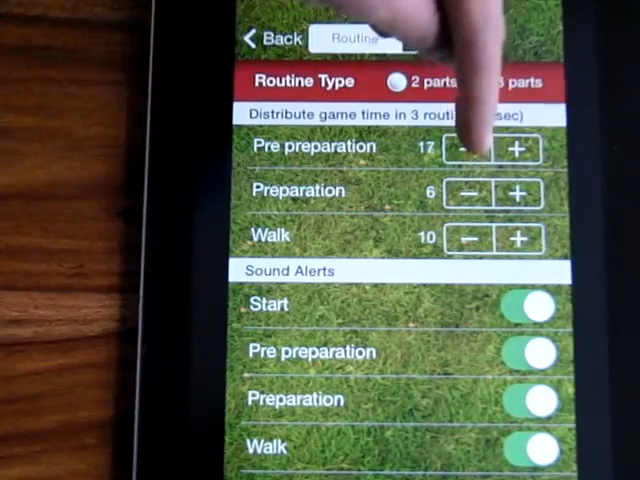 Back
Routine
Routine Type 2 parts parts
Distribute game time in 3 sec)
Pre preparation 17 − +
Preparation 6 − +
Walk 10 − +
Sound Alerts
Start
Pre preparation
Preparation
Walk